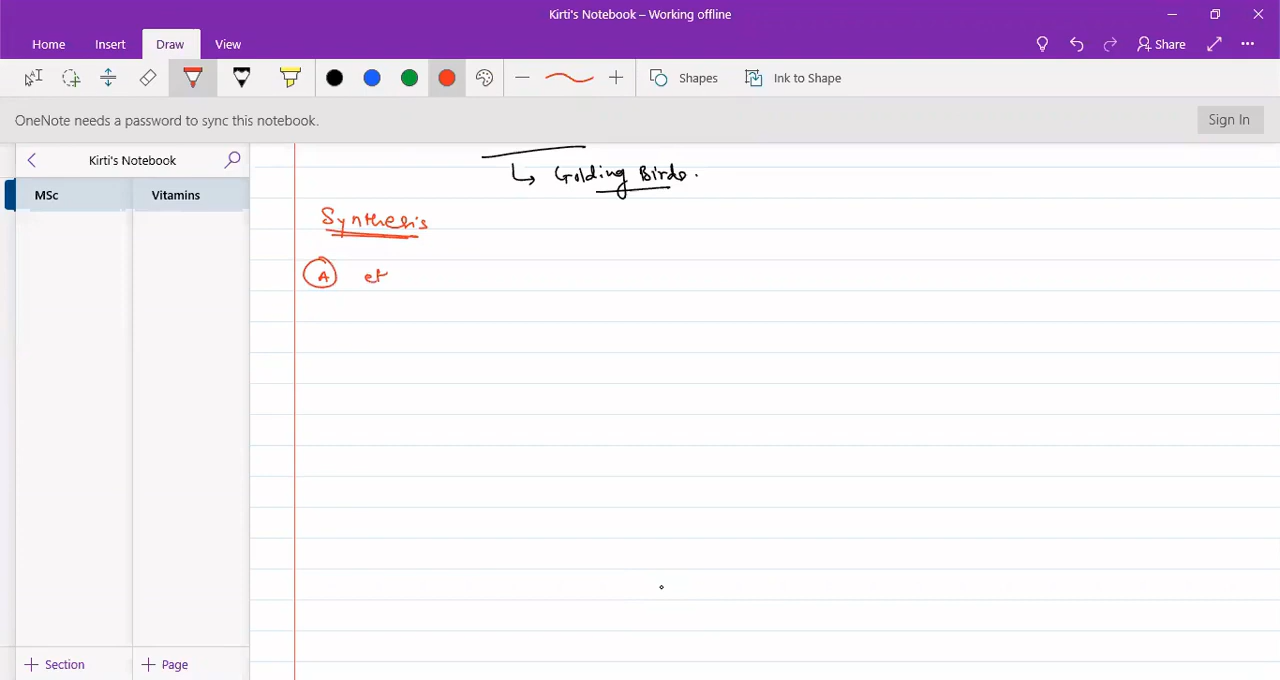 Kirti's Notebook – Working offline
Home Insert Draw View Share
Shapes Ink to Shape
OneNote needs a password to sync this notebook. Sign In
Kirti's Notebook
MSc Vitamins
Section Page
↳ Golding Birds.
Synthesis
A et